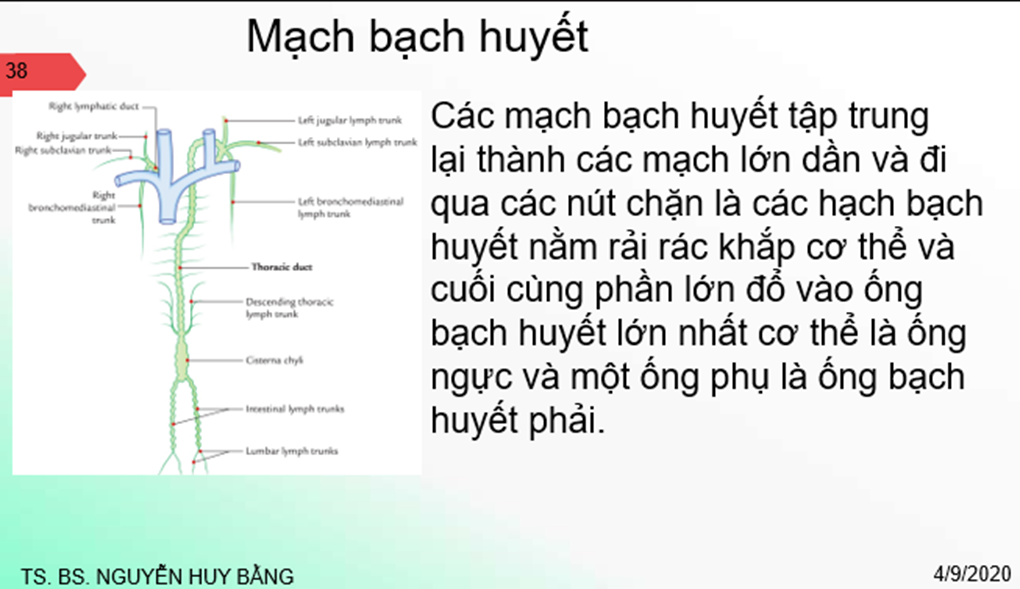 Mạch bạch huyết
38
Right lymphatic duct
Right jugular trunk
Right subclavian trunk
Right
bronchomediastinal
trunk
Left jugular lymph trunk
Left subclavian lymph trunk
Left bronchomediastinal
lymph trunk
Thoracic duct
Descending thoracic
lymph trunk
Cisterna chyli
Intestinal lymph trunks
Lumbar lymph trunks
Các mạch bạch huyết tập trung
lại thành các mạch lớn dần và đi
qua các nút chặn là các hạch bạch
huyết nằm rải rác khắp cơ thể và
cuối cùng phần lớn đổ vào ống
bạch huyết lớn nhất cơ thể là ống
ngực và một ống phụ là ống bạch
huyết phải.
TS. BS. NGUYỄN HUY BẰNG
4/9/2020